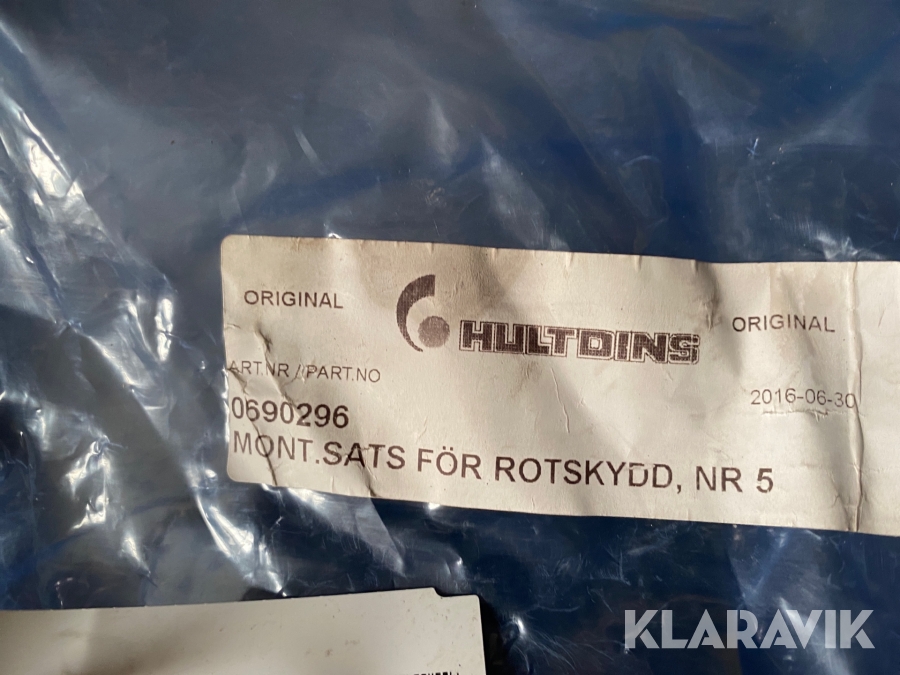 ORIGINAL
HULTDINS
ORIGINAL
ART.NR / PART.NO
2016-06-30
0690296
MONT.SATS FÖR ROTSKYDD, NR 5
KLARAVIK